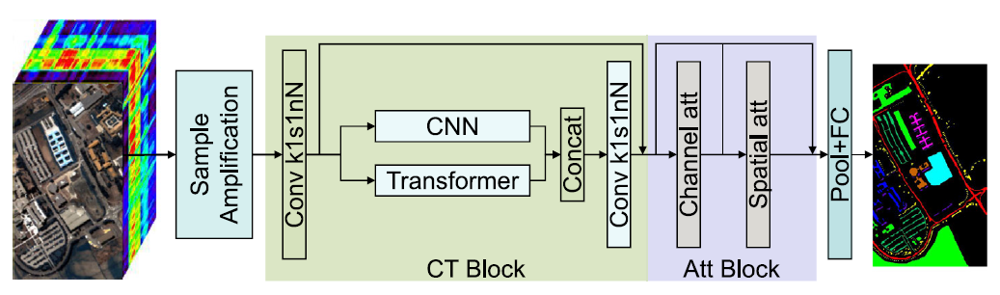 Sample
Amplification
Conv k1s1nN
CNN
Transformer
Concat
Conv k1s1nN
CT Block
Channel att
Spatial att
Att Block
Pool+FC